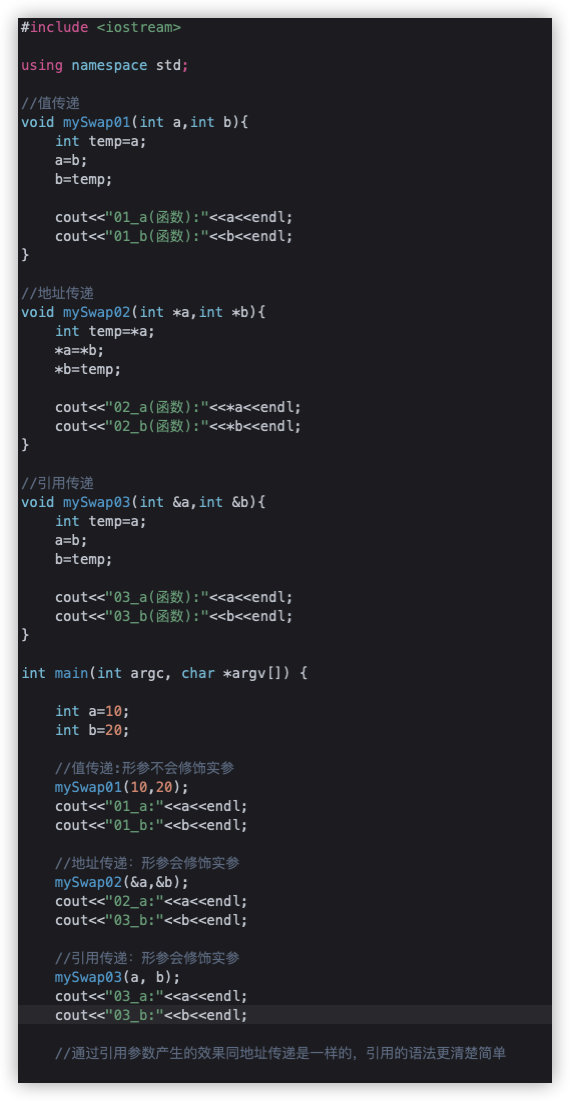 #include <iostream>
using namespace std;
//值传递
void mySwap01(int a,int b){
    int temp=a;
    a=b;
    b=temp;
    cout<<"01_a(函数):"<<a<<endl;
    cout<<"01_b(函数):"<<b<<endl;
}
//地址传递
void mySwap02(int *a,int *b){
    int temp=*a;
    *a=*b;
    *b=temp;
    cout<<"02_a(函数):"<<*a<<endl;
    cout<<"02_b(函数):"<<*b<<endl;
}
//引用传递
void mySwap03(int &a,int &b){
    int temp=a;
    a=b;
    b=temp;
    cout<<"03_a(函数):"<<a<<endl;
    cout<<"03_b(函数):"<<b<<endl;
}
int main(int argc, char *argv[]) {
    int a=10;
    int b=20;
    //值传递:形参不会修饰实参
    mySwap01(10,20);
    cout<<"01_a:"<<a<<endl;
    cout<<"01_b:"<<b<<endl;
    //地址传递：形参会修饰实参
    mySwap02(&a,&b);
    cout<<"02_a:"<<a<<endl;
    cout<<"03_b:"<<b<<endl;
    //引用传递：形参会修饰实参
    mySwap03(a, b);
    cout<<"03_a:"<<a<<endl;
    cout<<"03_b:"<<b<<endl;
    //通过引用参数产生的效果同地址传递是一样的，引用的语法更清楚简单